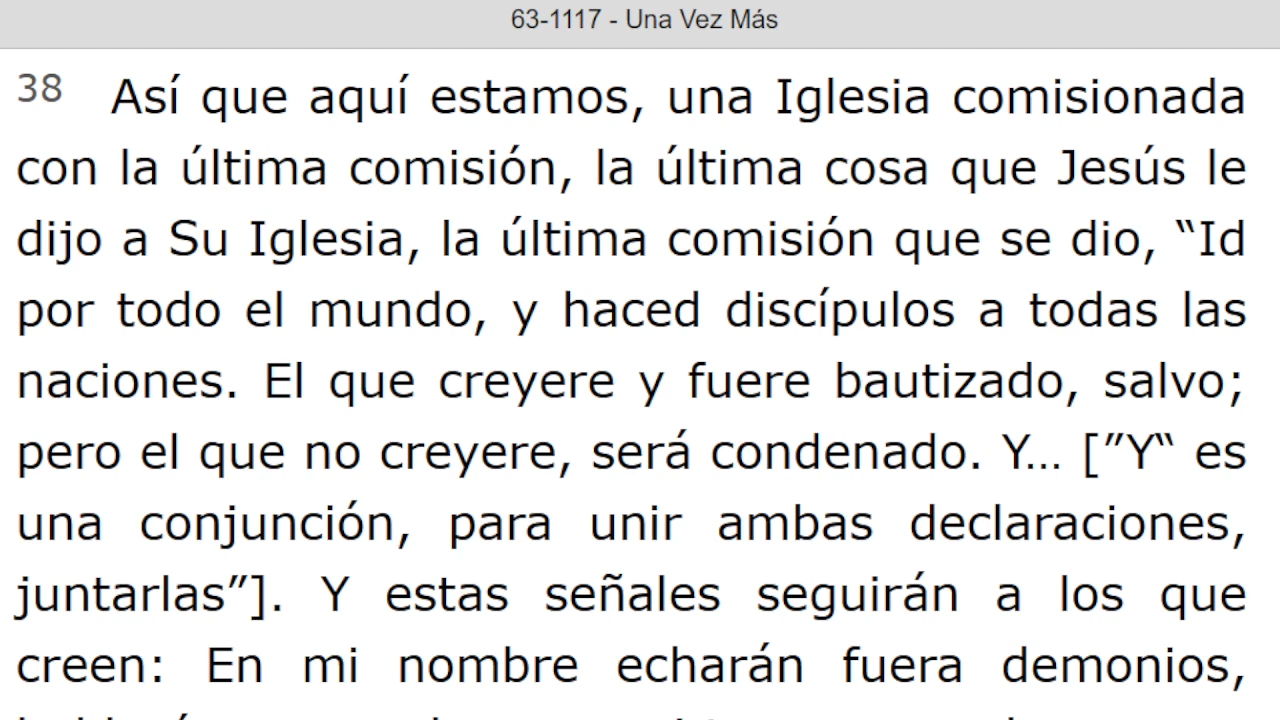 63-1117 - Una Vez Más
38 Así que aquí estamos, una Iglesia comisionada
con la última comisión, la última cosa que Jesús le
dijo a Su Iglesia, la última comisión que se dio, “Id
por todo el mundo, y haced discípulos a todas las
naciones. El que creyere y fuere bautizado, salvo;
pero el que no creyere, será condenado. Y... [”Y“ es
una conjunción, para unir ambas declaraciones,
juntarlas”]. Y estas señales seguirán a los que
creen: En mi nombre echarán fuera demonios,